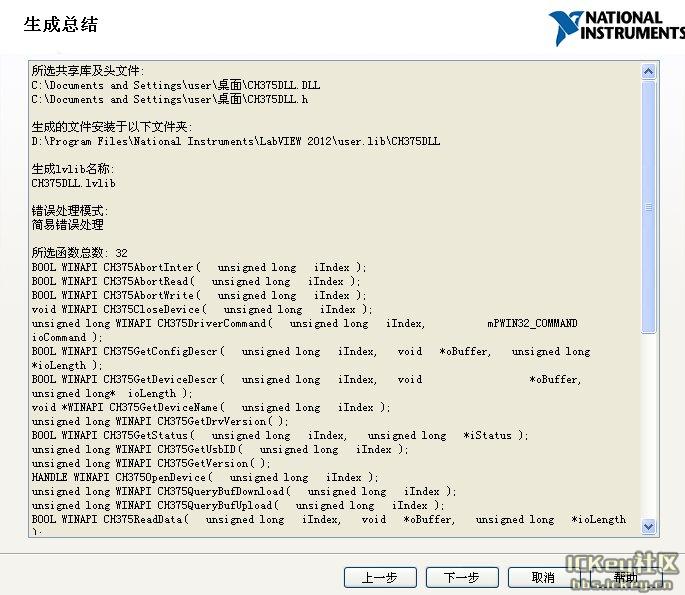 生成总结
NATIONAL
INSTRUMENTS
所选共享库及头文件:
C:\Documents and Settings\user\桌面\CH375DLL.DLL
C:\Documents and Settings\user\桌面\CH375DLL.h
生成的文件安装于以下文件夹:
D:\Program Files\National Instruments\LabVIEW 2012\user.lib\CH375DLL
生成lvlib名称:
CH375DLL.lvlib
错误处理模式:
简易错误处理
所选函数总数: 32
BOOL WINAPI CH375AbortInter( unsigned long iIndex );
BOOL WINAPI CH375AbortRead( unsigned long iIndex );
BOOL WINAPI CH375AbortWrite( unsigned long iIndex );
void WINAPI CH375CloseDevice( unsigned long iIndex );
unsigned long WINAPI CH375DriverCommand( unsigned long iIndex, mPWIN32_COMMAND
ioCommand );
BOOL WINAPI CH375GetConfigDescr( unsigned long iIndex, void *oBuffer, unsigned long
*ioLength );
BOOL WINAPI CH375GetDeviceDescr( unsigned long iIndex, void *oBuffer,
unsigned long* ioLength );
void *WINAPI CH375GetDeviceName( unsigned long iIndex );
unsigned long WINAPI CH375GetDrvVersion( );
BOOL WINAPI CH375GetStatus( unsigned long iIndex, unsigned long *iStatus );
unsigned long WINAPI CH375GetUsbID( unsigned long iIndex );
unsigned long WINAPI CH375GetVersion( );
HANDLE WINAPI CH375OpenDevice( unsigned long iIndex );
unsigned long WINAPI CH375QueryBufDownload( unsigned long iIndex );
unsigned long WINAPI CH375QueryBufUpload( unsigned long iIndex );
BOOL WINAPI CH375ReadData( unsigned long iIndex, void *oBuffer, unsigned long *ioLength
);
上一步 下一步 取消 帮助
ICKey社区
bbs.ickey.cn